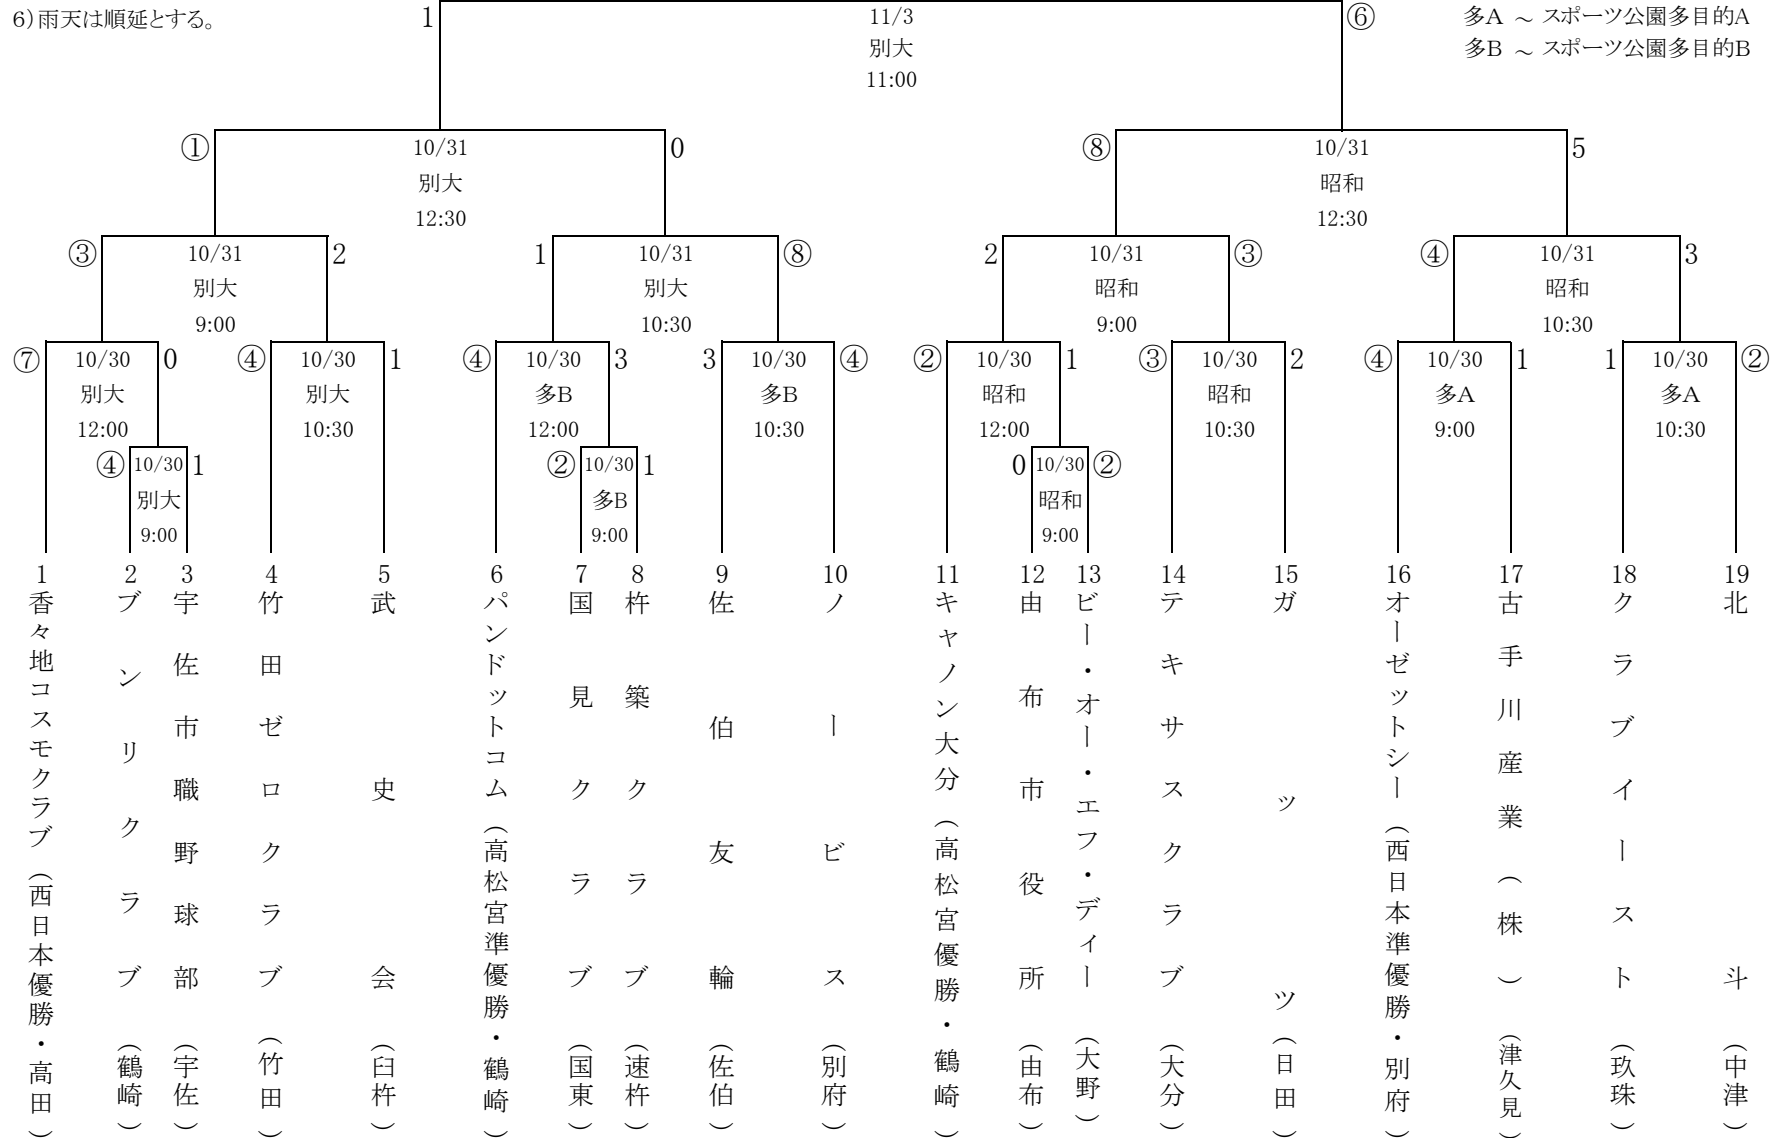 6)雨天は順延とする。
多A ～ スポーツ公園多目的A
多B ～ スポーツ公園多目的B
1
11/3
⑥
別大
11:00
①
10/31
0
⑧
10/31
5
別大
昭和
12:30
12:30
③
10/31
2
1
10/31
⑧
2
10/31
③
④
10/31
3
別大
別大
昭和
昭和
9:00
10:30
9:00
10:30
⑦
10/30
0
④
10/30
1
④
10/30
3
3
10/30
④
②
10/30
1
③
10/30
2
④
10/30
1
1
10/30
②
別大
別大
多B
多B
昭和
昭和
多A
多A
12:00
10:30
12:00
10:30
12:00
10:30
9:00
10:30
④
10/30
1
②
10/30
1
0
10/30
②
別大
多B
昭和
9:00
9:00
9:00
1
香々地コスモクラブ(西日本優勝・高田)
2
ブンリクラブ(鶴崎)
3
宇佐市職野球部(宇佐)
4
竹田ゼロクラブ(竹田)
5
武史会(臼杵)
6
パンドットコム(高松宮準優勝・鶴崎)
7
国見クラブ(国東)
8
杵築クラブ(速杵)
9
佐伯友輪(佐伯)
10
ノービス(別府)
11
キャノン大分(高松宮優勝・鶴崎)
12
由布市役所(由布)
13
ビー・オー・エフ・ディー(大野)
14
テキサスクラブ(大分)
15
ガッツ(日田)
16
オーゼットシー(西日本準優勝・別府)
17
古手川産業(株)(津久見)
18
クラブイースト(玖珠)
19
北斗(中津)